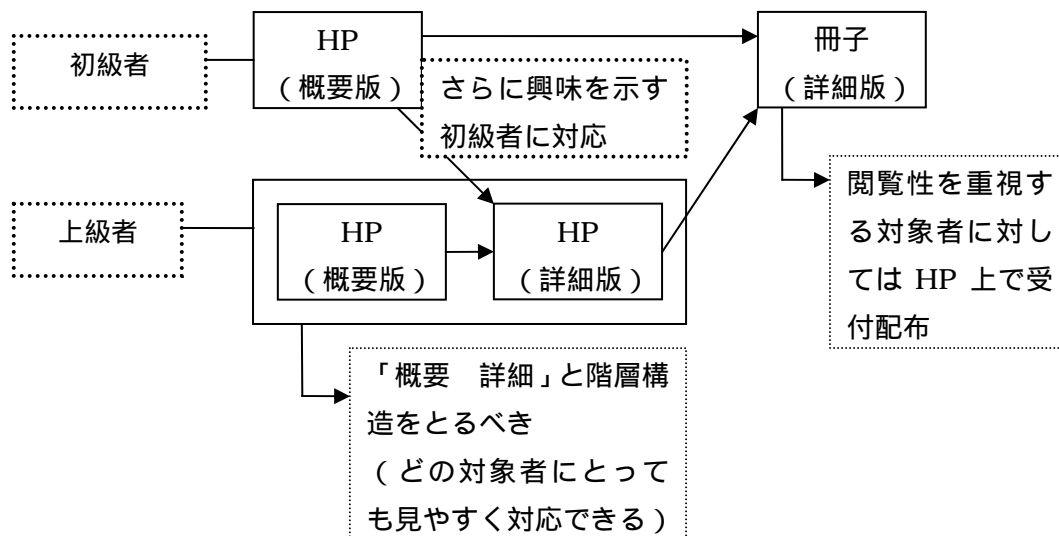 初級者
HP
(概要版)
さらに興味を示す
初級者に対応
冊子
(詳細版)
閲覧性を重視す
る対象者に対し
ては HP 上で受
付配布
上級者
HP
(概要版)
HP
(詳細版)
「概要　詳細」と階層構
造をとるべき
(どの対象者にとって
も見やすく対応できる)